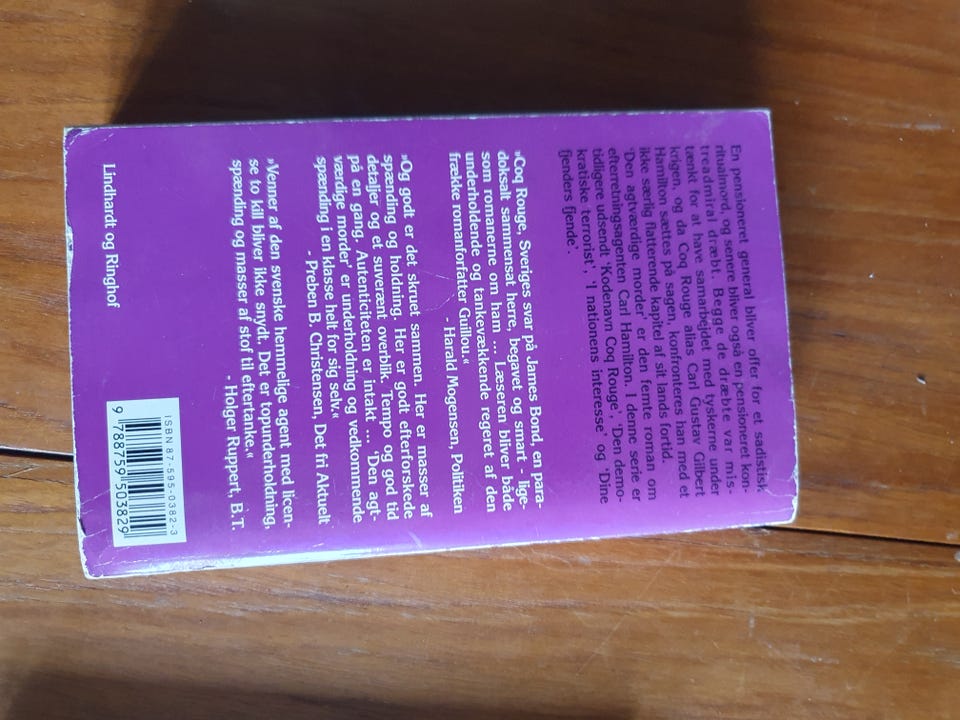 En pensioneret general bliver offer for et sadistisk
ritualmord, og senere bliver også en pensioneret kon-
treadmiral dræbt. Begge de dræbte var mis-
tænkt for at have samarbejdet med tyskerne under
krigen, og da Coq Rouge alias Carl Gustav Gilbert
Hamilton sættes på sagen, konfronteres han med et
ikke særlig flatterende kapitel af sit lands fortid.
'Den agtværdige morder' er den femte roman om
efterretningsagenten Carl Hamilton. I denne serie er
tidligere udsendt 'Kodenavn Coq Rouge', 'Den demo-
kratiske terrorist', 'I nationens interesse' og 'Dine
fjenders fjende'.
»Coq Rouge, Sveriges svar på James Bond, en para-
doksalt sammensat herre, begavet og smart - lige-
som romanerne om ham ... Læseren bliver både
underholdende og tankevækkende regeret af den
frække romanforfatter Guillou.«
- Harald Mogensen, Politiken
»Og godt er det skruet sammen. Her er masser af
spænding og holdning. Her er godt efterforskede
detaljer og et suverænt overblik. Tempo og god tid
på en gang. Autenticiteten er intakt ... 'Den agt-
værdige morder' er underholdning og vedkommende
spænding i en klasse helt for sig selv.«
- Preben B. Christensen, Det fri Aktuelt
»Venner af den svenske hemmelige agent med licen-
se to kill bliver ikke snydt. Det er topunderholdning,
spænding og masser af stof til eftertanke.«
- Holger Ruppert, B.T.
Lindhardt og Ringhof
ISBN 87-595-0382-3
9 788759 503829